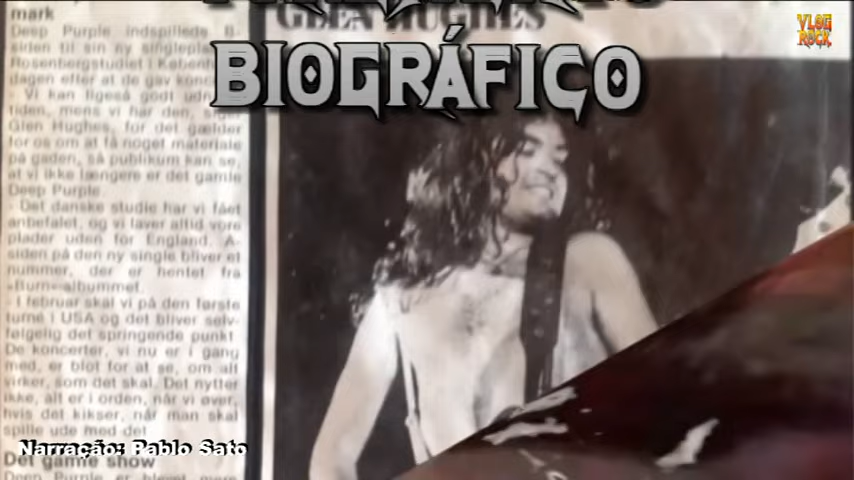 GLEN HUGHES
BIOGRÁFICO
VLOG
ROCK
mark
Deep Purple indspillede B-
siden til sin ny singleplade
Rosenbergstudiet i Københ
dagen efter at de gav konc
Vi kan ligeså godt udn
tiden, mens vi har den, siger
Glen Hughes, for det gælder
for os om at få noget materiale
på gaden, så publikum kan se,
at vi ikke længere er det gamle
Deep Purple
Det danske studie har vi fået
anbefalet, og vi laver altid vore
plader uden for England. A-
siden på den ny single bliver et
nummer, der er hentet fra
»Burn«-albummet.
I februar skal vi på den første
turné i USA og det bliver selv-
følgelig det springende punkt
De koncerter, vi nu er i gang
med, er blot for at se, om alt
virker, som det skal. Det nytter
ikke, alt er i orden, når vi øver,
hvis det kikser, når man skal
spille ude med det
Narração: Pablo Sato
Det gamle show
Deep Purple er blevet mere